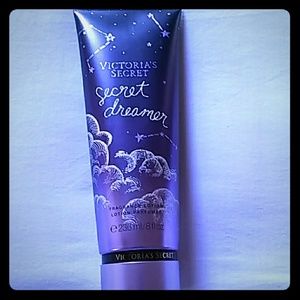 VICTORIA'S
SECRET
secret
dreamer
FRAGRANCE LOTION
LOTION PARFUMÉE
e 236 ml/8 fl oz
VICTORIA'S SECRET